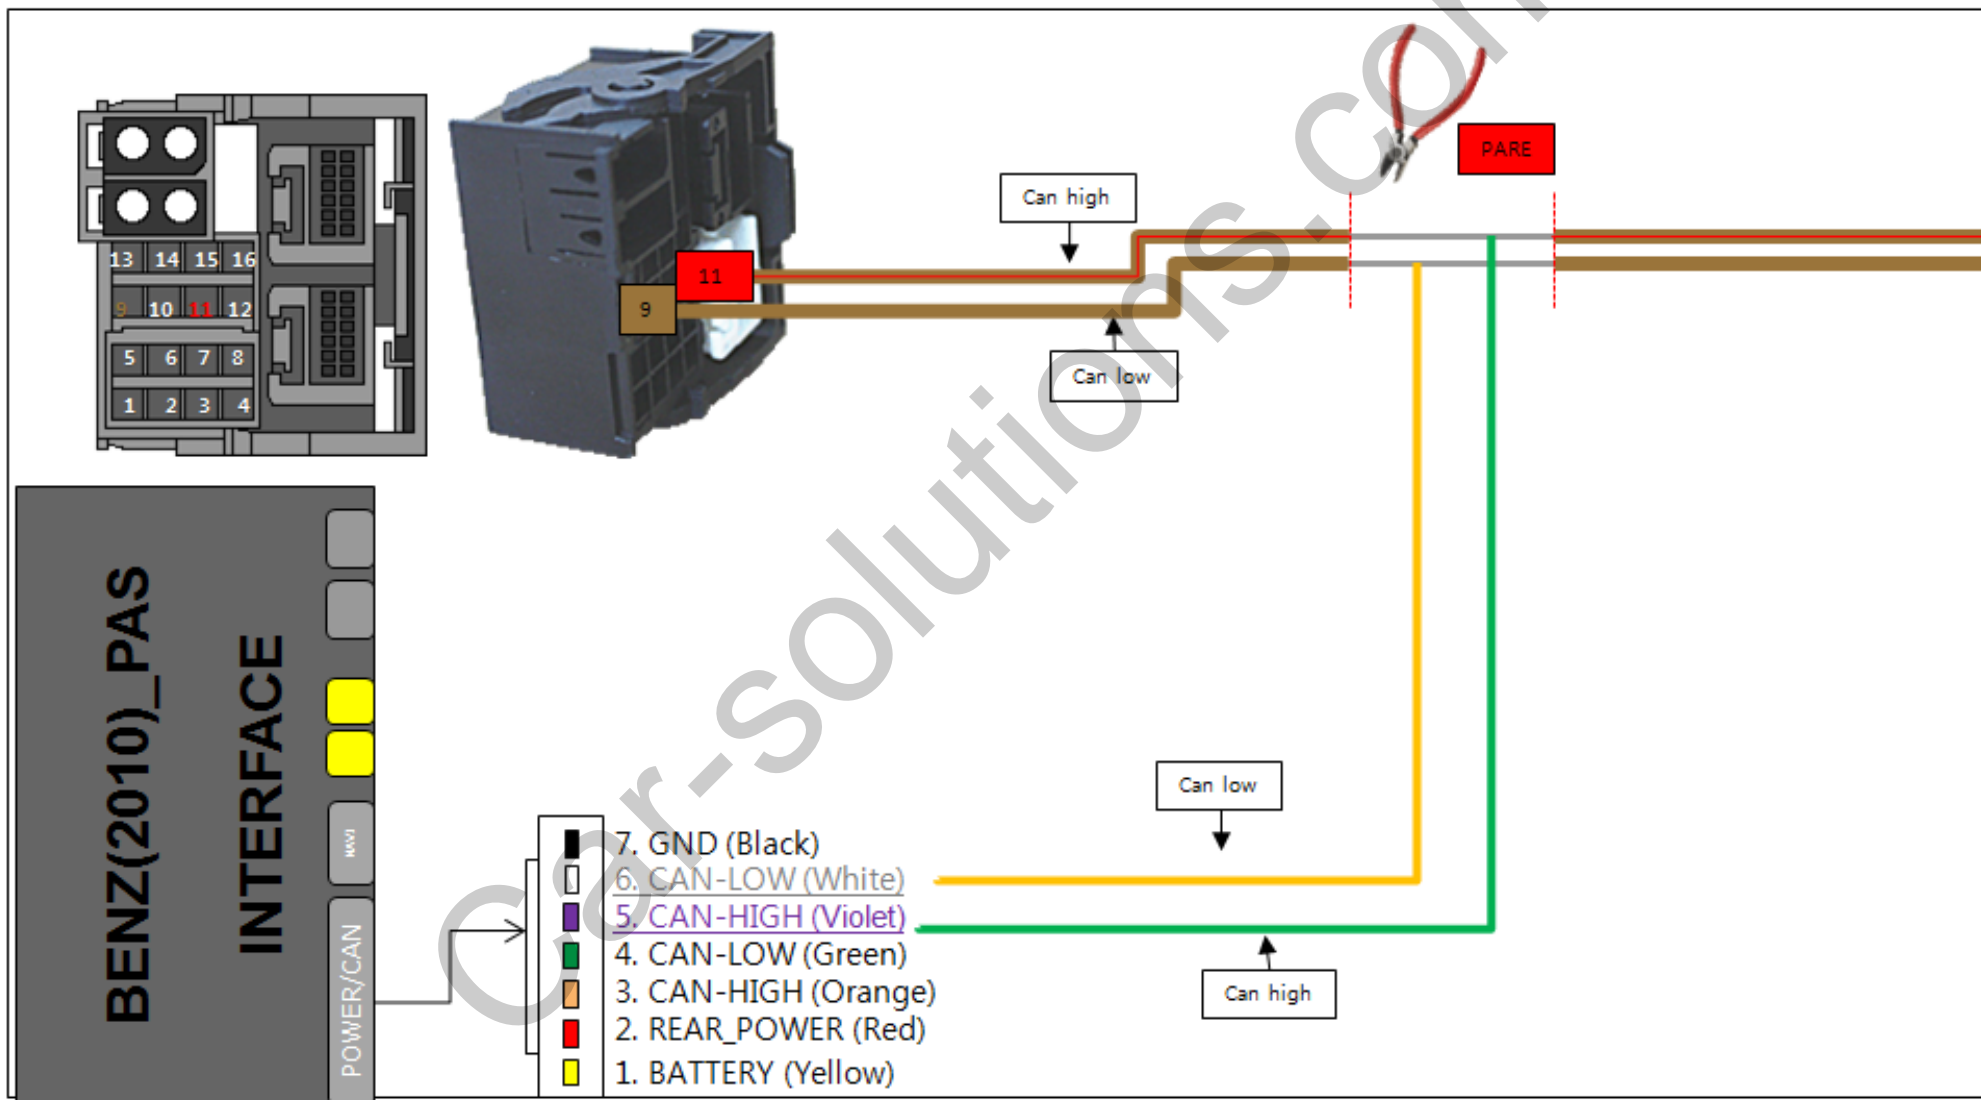 13 14 15 16
9 10 11 12
5 6 7 8
1 2 3 4
11
9
Can high
Can low
PARE
BENZ(2010)_PAS
INTERFACE
NAVI
POWER/CAN
7. GND (Black)
6. CAN-LOW (White)
5. CAN-HIGH (Violet)
4. CAN-LOW (Green)
3. CAN-HIGH (Orange)
2. REAR_POWER (Red)
1. BATTERY (Yellow)
Can low
Can high
Car-solutions.com